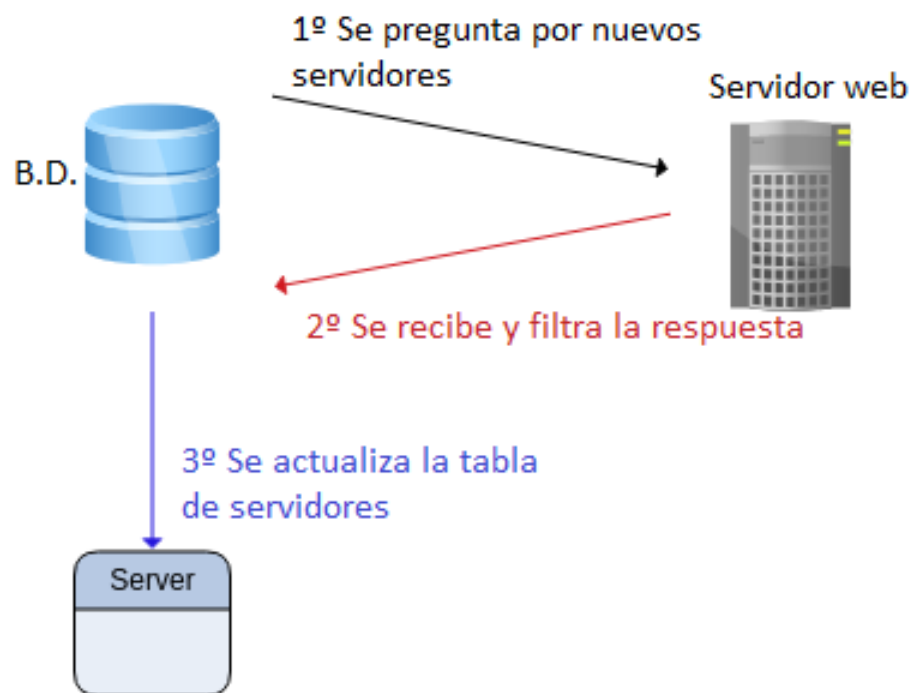 1º Se pregunta por nuevos
servidores
Servidor web
B.D.
2º Se recibe y filtra la respuesta
3º Se actualiza la tabla
de servidores
Server